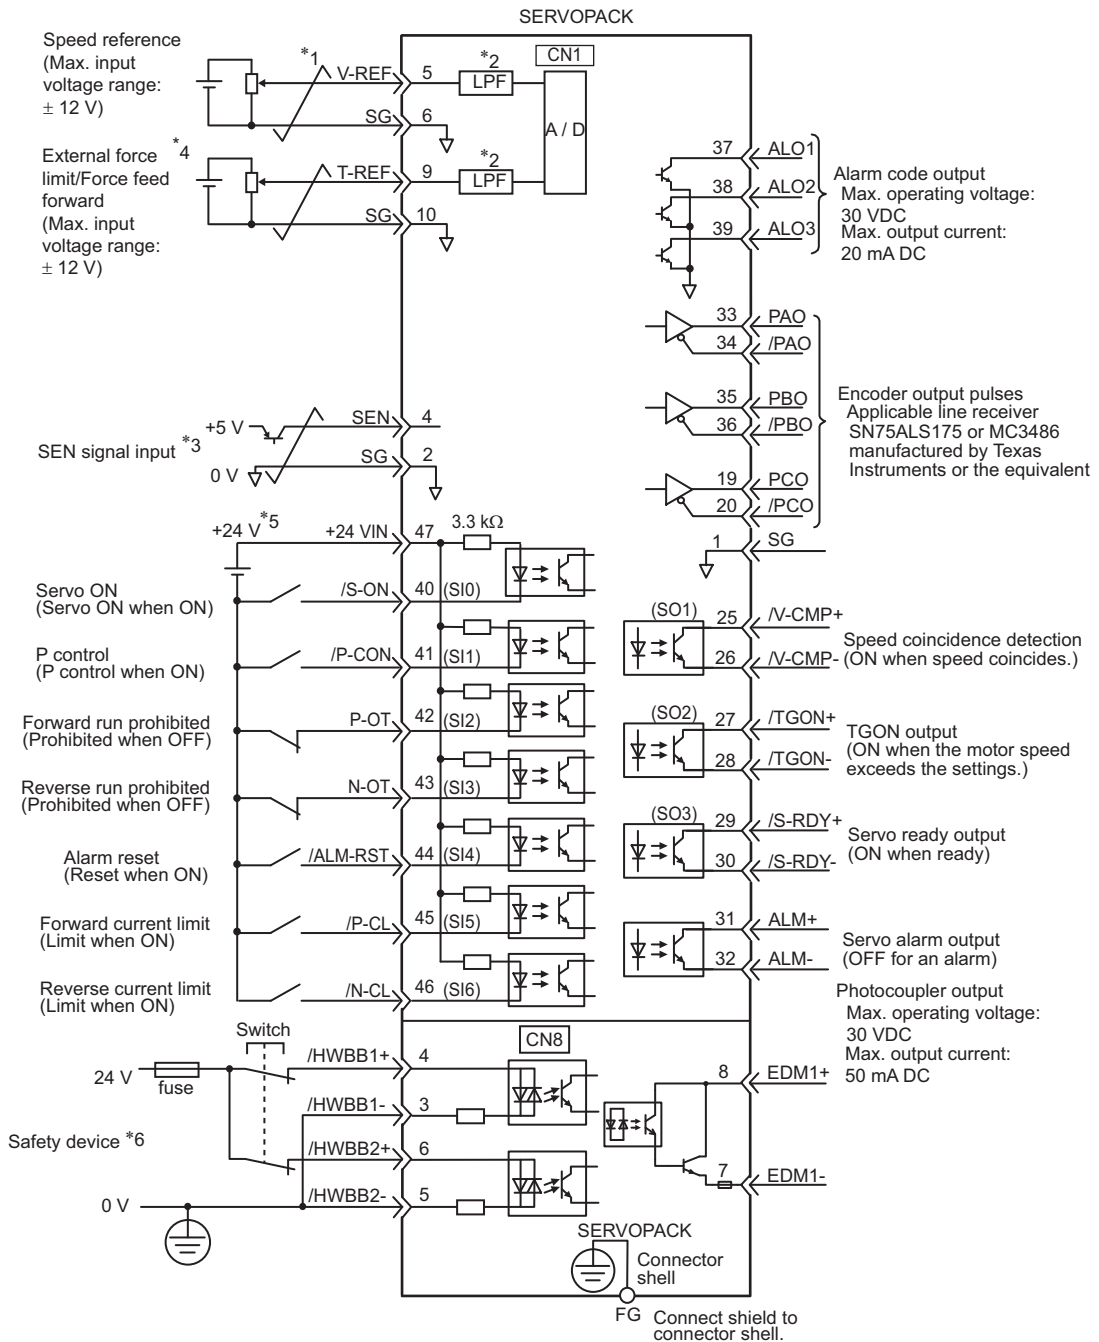 SERVOPACK
Speed reference
(Max. input
voltage range:
± 12 V)
*1
V-REF
5
*2
LPF
CN1
SG
6
A / D
External force
limit/Force feed
forward
(Max. input
voltage range:
± 12 V)
*4
T-REF
9
*2
LPF
SG
10
37
ALO1
38
ALO2
39
ALO3
Alarm code output
Max. operating voltage:
30 VDC
Max. output current:
20 mA DC
33
PAO
34
/PAO
35
PBO
36
/PBO
19
PCO
20
/PCO
Encoder output pulses
Applicable line receiver
SN75ALS175 or MC3486
manufactured by Texas
Instruments or the equivalent
1
SG
SEN signal input *3
+5 V
SEN
4
0 V
SG
2
+24 V*5
+24 VIN
47
3.3 kΩ
Servo ON
(Servo ON when ON)
/S-ON
40
(SI0)
P control
(P control when ON)
/P-CON
41
(SI1)
Forward run prohibited
(Prohibited when OFF)
P-OT
42
(SI2)
Reverse run prohibited
(Prohibited when OFF)
N-OT
43
(SI3)
Alarm reset
(Reset when ON)
/ALM-RST
44
(SI4)
Forward current limit
(Limit when ON)
/P-CL
45
(SI5)
Reverse current limit
(Limit when ON)
/N-CL
46
(SI6)
(SO1)
25
/V-CMP+
26
/V-CMP-
Speed coincidence detection
(ON when speed coincides.)
(SO2)
27
/TGON+
28
/TGON-
TGON output
(ON when the motor speed
exceeds the settings.)
(SO3)
29
/S-RDY+
30
/S-RDY-
Servo ready output
(ON when ready)
31
ALM+
32
ALM-
Servo alarm output
(OFF for an alarm)
Photocoupler output
Max. operating voltage:
30 VDC
Max. output current:
50 mA DC
Switch
CN8
24 V
fuse
/HWBB1+
4
/HWBB1-
3
Safety device *6
/HWBB2+
6
0 V
/HWBB2-
5
8
EDM1+
7
EDM1-
SERVOPACK
Connector
shell
FG
Connect shield to
connector shell.